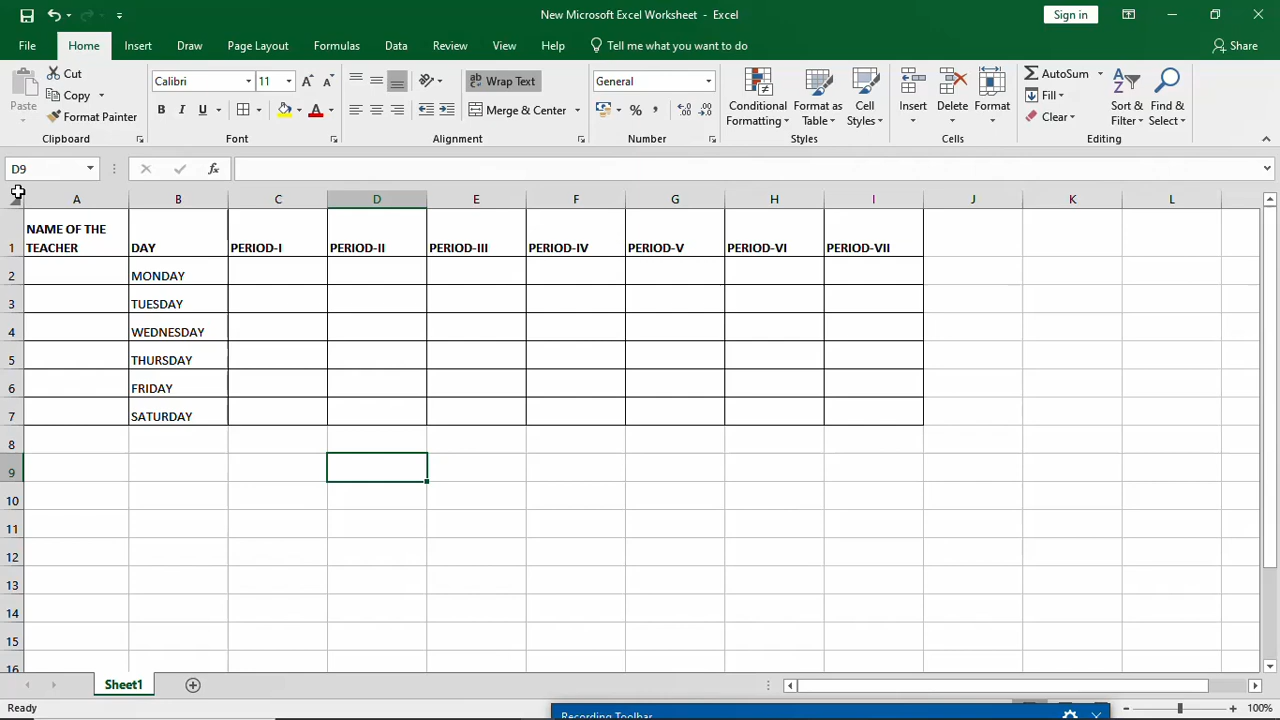 New Microsoft Excel Worksheet - Excel
Sign in
File Home Insert Draw Page Layout Formulas Data Review View Help Tell me what you want to do Share
Paste
Cut
Copy
Format Painter
Clipboard
Calibri 11
B I U A
Font
ab Wrap Text
Merge & Center
Alignment
General
%
Number
Conditional Formatting
Format as Table
Cell Styles
Styles
Insert
Delete
Format
Cells
AutoSum
Fill
Clear
Sort & Filter
Find & Select
Editing
D9 fx
A B C D E F G H I J K L
1 NAME OF THE
TEACHER DAY PERIOD-I PERIOD-II PERIOD-III PERIOD-IV PERIOD-V PERIOD-VI PERIOD-VII
2 MONDAY
3 TUESDAY
4 WEDNESDAY
5 THURSDAY
6 FRIDAY
7 SATURDAY
8
9
10
11
12
13
14
15
16
Sheet1
Ready
Recording Toolbar
100%